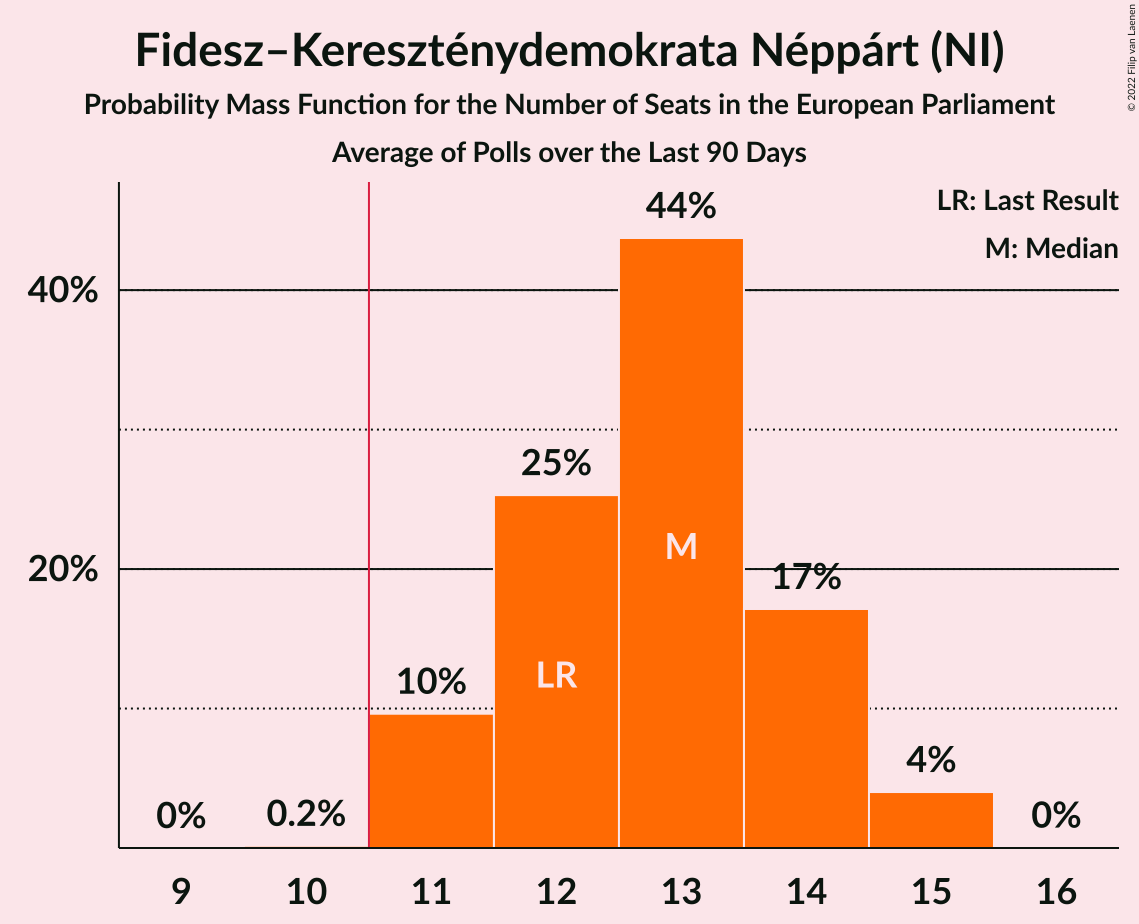 Fidesz–Kereszténydemokrata Néppárt (NI)
Probability Mass Function for the Number of Seats in the European Parliament
Average of Polls over the Last 90 Days
© 2022 Filip van Laenen
LR: Last Result
M: Median
40%
20%
0%
0.2%
10%
25%
44%
17%
4%
0%
LR
M
9
10
11
12
13
14
15
16